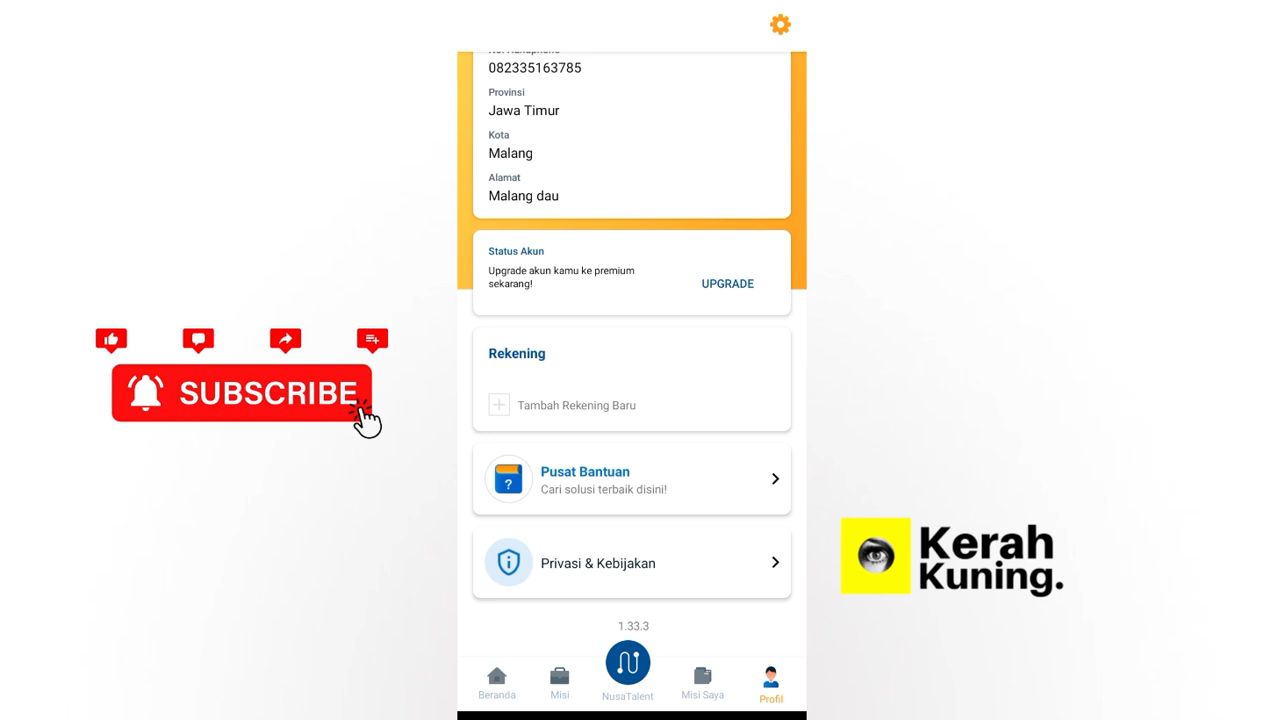 082335163785
Provinsi
Jawa Timur
Kota
Malang
Alamat
Malang dau
Status Akun
Upgrade akun kamu ke premium
sekarang!
UPGRADE
Rekening
Tambah Rekening Baru
Pusat Bantuan
Cari solusi terbaik disini!
Privasi & Kebijakan
1.33.3
Beranda
Misi
NusaTalent
Misi Saya
Profil
SUBSCRIBE
Kerah
Kuning.